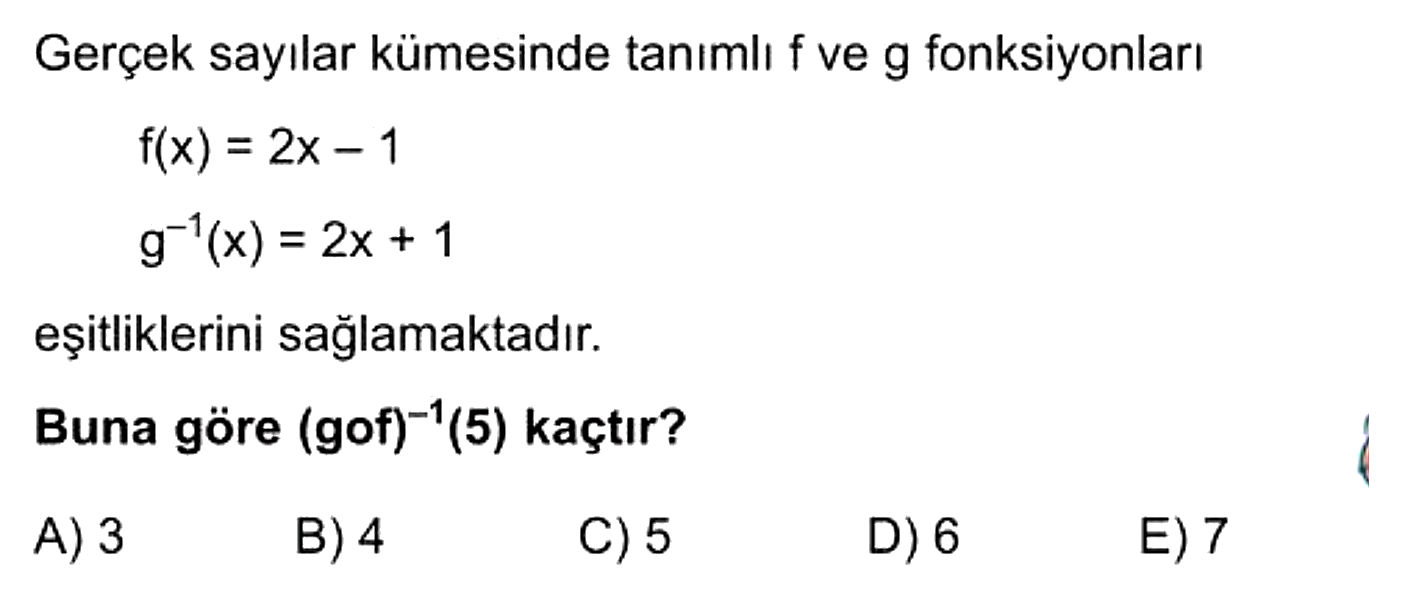 Gerçek sayılar kümesinde tanımlı f ve g fonksiyonları
f(x) = 2x – 1
g⁻¹(x) = 2x + 1
eşitliklerini sağlamaktadır.
Buna göre (gof)⁻¹(5) kaçtır?
A) 3 B) 4 C) 5 D) 6 E) 7